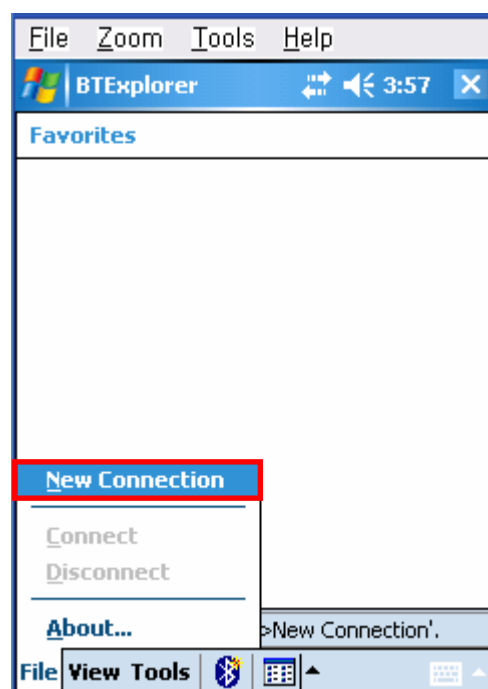 File Zoom Tools Help
BTExplorer 3:57
Favorites
New Connection
Connect
Disconnect
About...
>New Connection'.
File View Tools